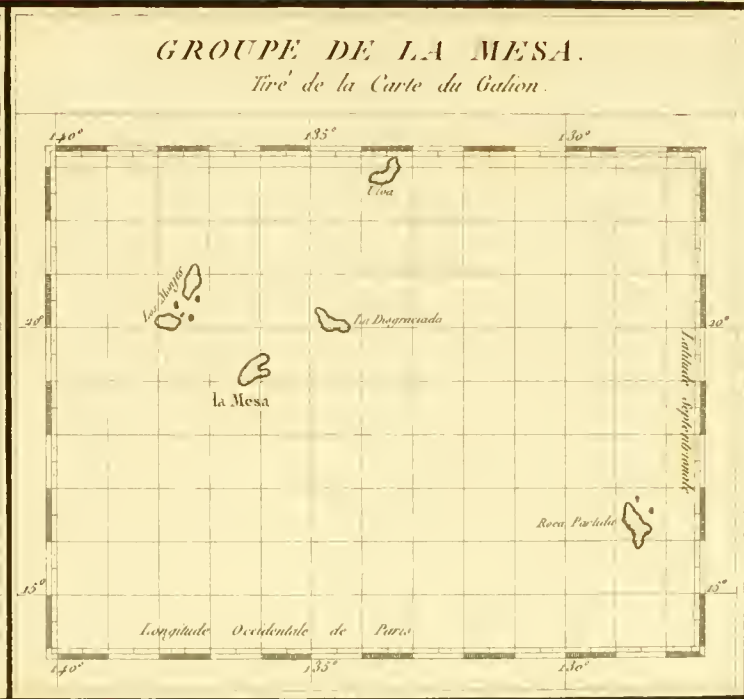 GROUPE DE LA MESA.
Tiré de la Carte du Galion.
140° 135° 130°
Ulua
Los Monjes
20° La Disgraciada 20°
la Mesa
Latitude Septentrionale
Roca Partida
15° 15°
Longitude Occidentale de Paris
140° 135° 130°